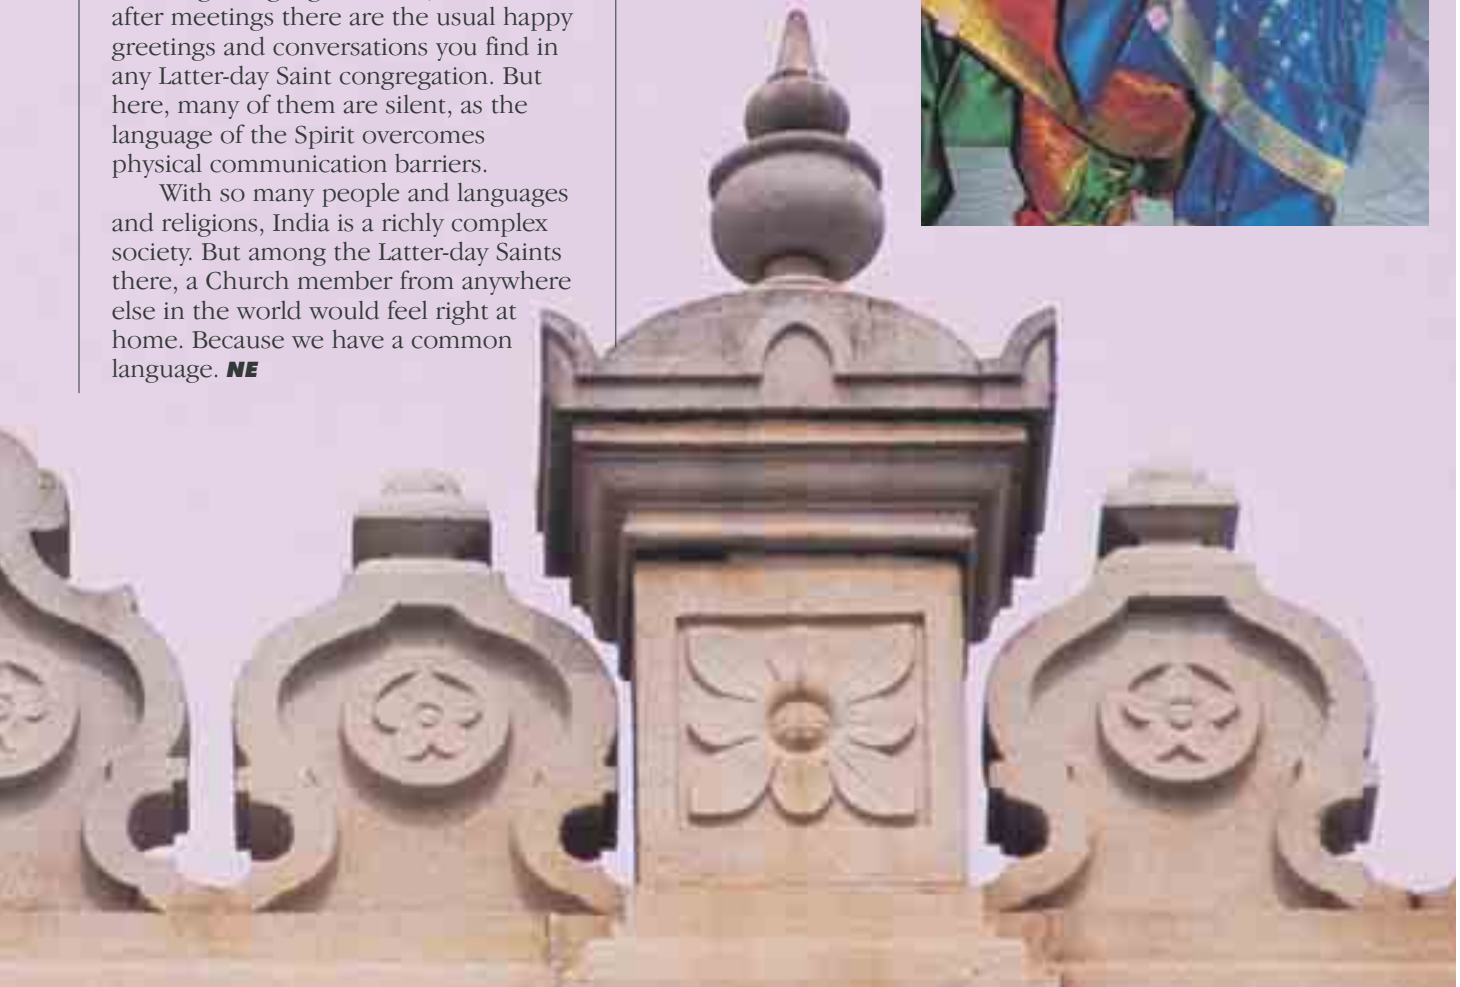 after meetings there are the usual happy
greetings and conversations you find in
any Latter-day Saint congregation. But
here, many of them are silent, as the
language of the Spirit overcomes
physical communication barriers.
With so many people and languages
and religions, India is a richly complex
society. But among the Latter-day Saints
there, a Church member from anywhere
else in the world would feel right at
home. Because we have a common
language. NE